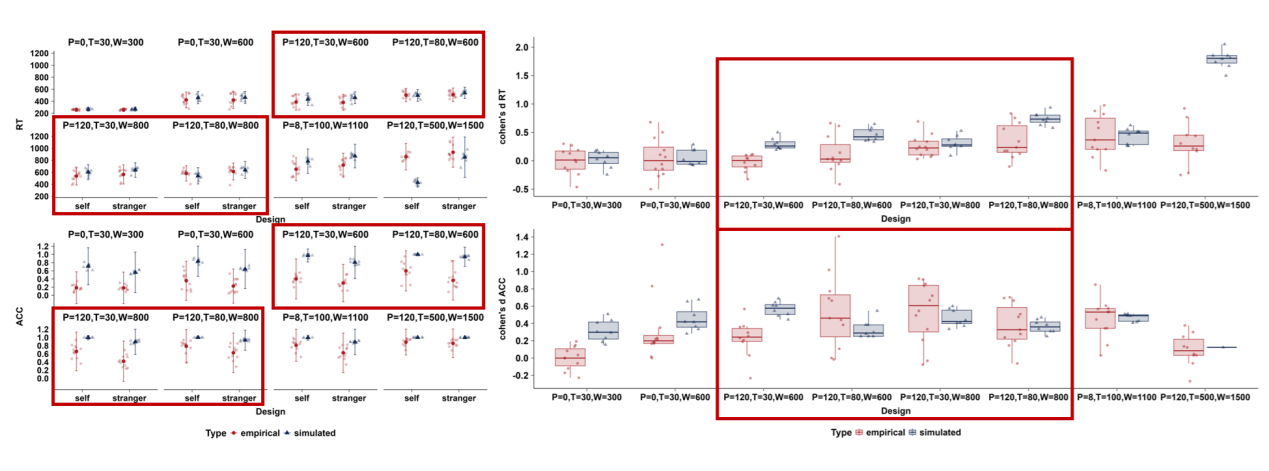 P=0,T=30,W=300 P=0,T=30,W=600 P=120,T=30,W=600 P=120,T=80,W=600
1200
1000
800
600
400
200
RT
P=120,T=30,W=800 P=120,T=80,W=800 P=8,T=100,W=1100 P=120,T=500,W=1500
1200
1000
800
600
400
200
self stranger self stranger self stranger self stranger
Design
P=0,T=30,W=300 P=0,T=30,W=600 P=120,T=30,W=600 P=120,T=80,W=600
1.2
1.0
0.8
0.6
0.4
0.2
0.0
ACC
P=120,T=30,W=800 P=120,T=80,W=800 P=8,T=100,W=1100 P=120,T=500,W=1500
1.2
1.0
0.8
0.6
0.4
0.2
0.0
self stranger self stranger self stranger self stranger
Design
Type empirical simulated
cohen's d RT
2.0
1.5
1.0
0.5
0.0
-0.5
P=0,T=30,W=300 P=0,T=30,W=600 P=120,T=30,W=600 P=120,T=80,W=600 P=120,T=30,W=800 P=120,T=80,W=800 P=8,T=100,W=1100 P=120,T=500,W=1500
Design
cohen's d ACC
1.4
1.2
1.0
0.8
0.6
0.4
0.2
0.0
-0.2
P=0,T=30,W=300 P=0,T=30,W=600 P=120,T=30,W=600 P=120,T=80,W=600 P=120,T=30,W=800 P=120,T=80,W=800 P=8,T=100,W=1100 P=120,T=500,W=1500
Design
Type empirical simulated